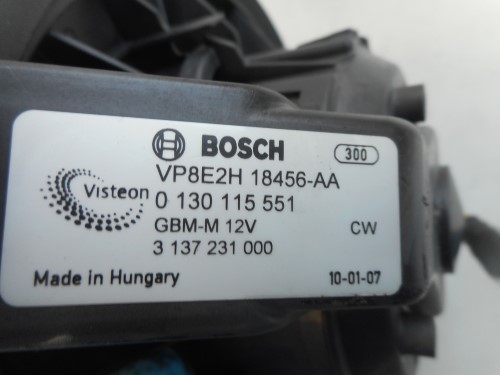 BOSCH
300
VP8E2H 18456-AA
Visteon
0 130 115 551
GBM-M 12V
CW
3 137 231 000
Made in Hungary
10-01-07